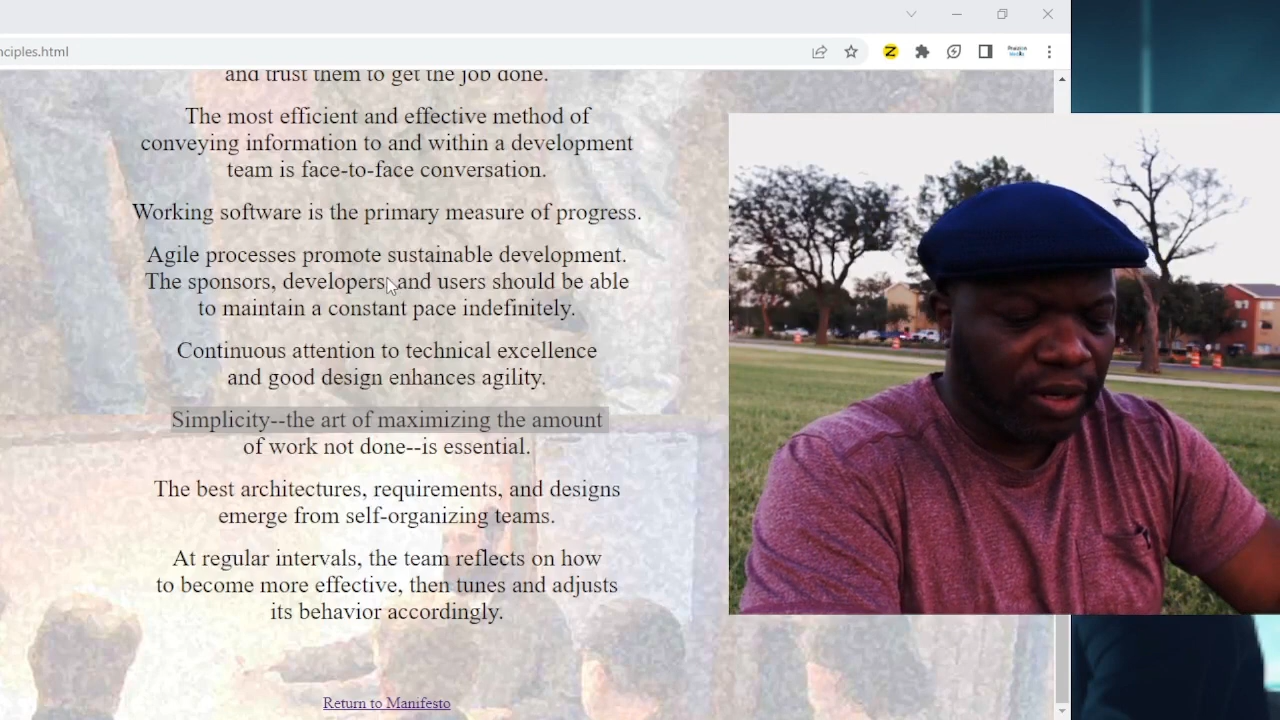 nciples.html
and trust them to get the job done.
The most efficient and effective method of
conveying information to and within a development
team is face-to-face conversation.
Working software is the primary measure of progress.
Agile processes promote sustainable development.
The sponsors, developers, and users should be able
to maintain a constant pace indefinitely.
Continuous attention to technical excellence
and good design enhances agility.
Simplicity--the art of maximizing the amount
of work not done--is essential.
The best architectures, requirements, and designs
emerge from self-organizing teams.
At regular intervals, the team reflects on how
to become more effective, then tunes and adjusts
its behavior accordingly.
Return to Manifesto